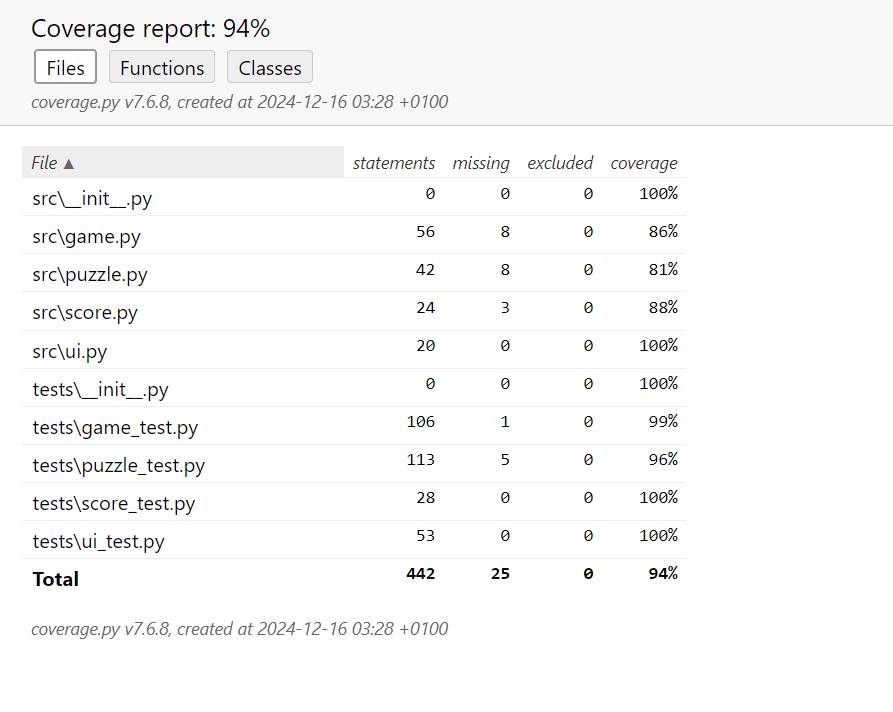 Coverage report: 94%
Files Functions Classes
coverage.py v7.6.8, created at 2024-12-16 03:28 +0100
File ▲ statements missing excluded coverage
src\__init__.py 0 0 0 100%
src\game.py 56 8 0 86%
src\puzzle.py 42 8 0 81%
src\score.py 24 3 0 88%
src\ui.py 20 0 0 100%
tests\__init__.py 0 0 0 100%
tests\game_test.py 106 1 0 99%
tests\puzzle_test.py 113 5 0 96%
tests\score_test.py 28 0 0 100%
tests\ui_test.py 53 0 0 100%
Total 442 25 0 94%
coverage.py v7.6.8, created at 2024-12-16 03:28 +0100